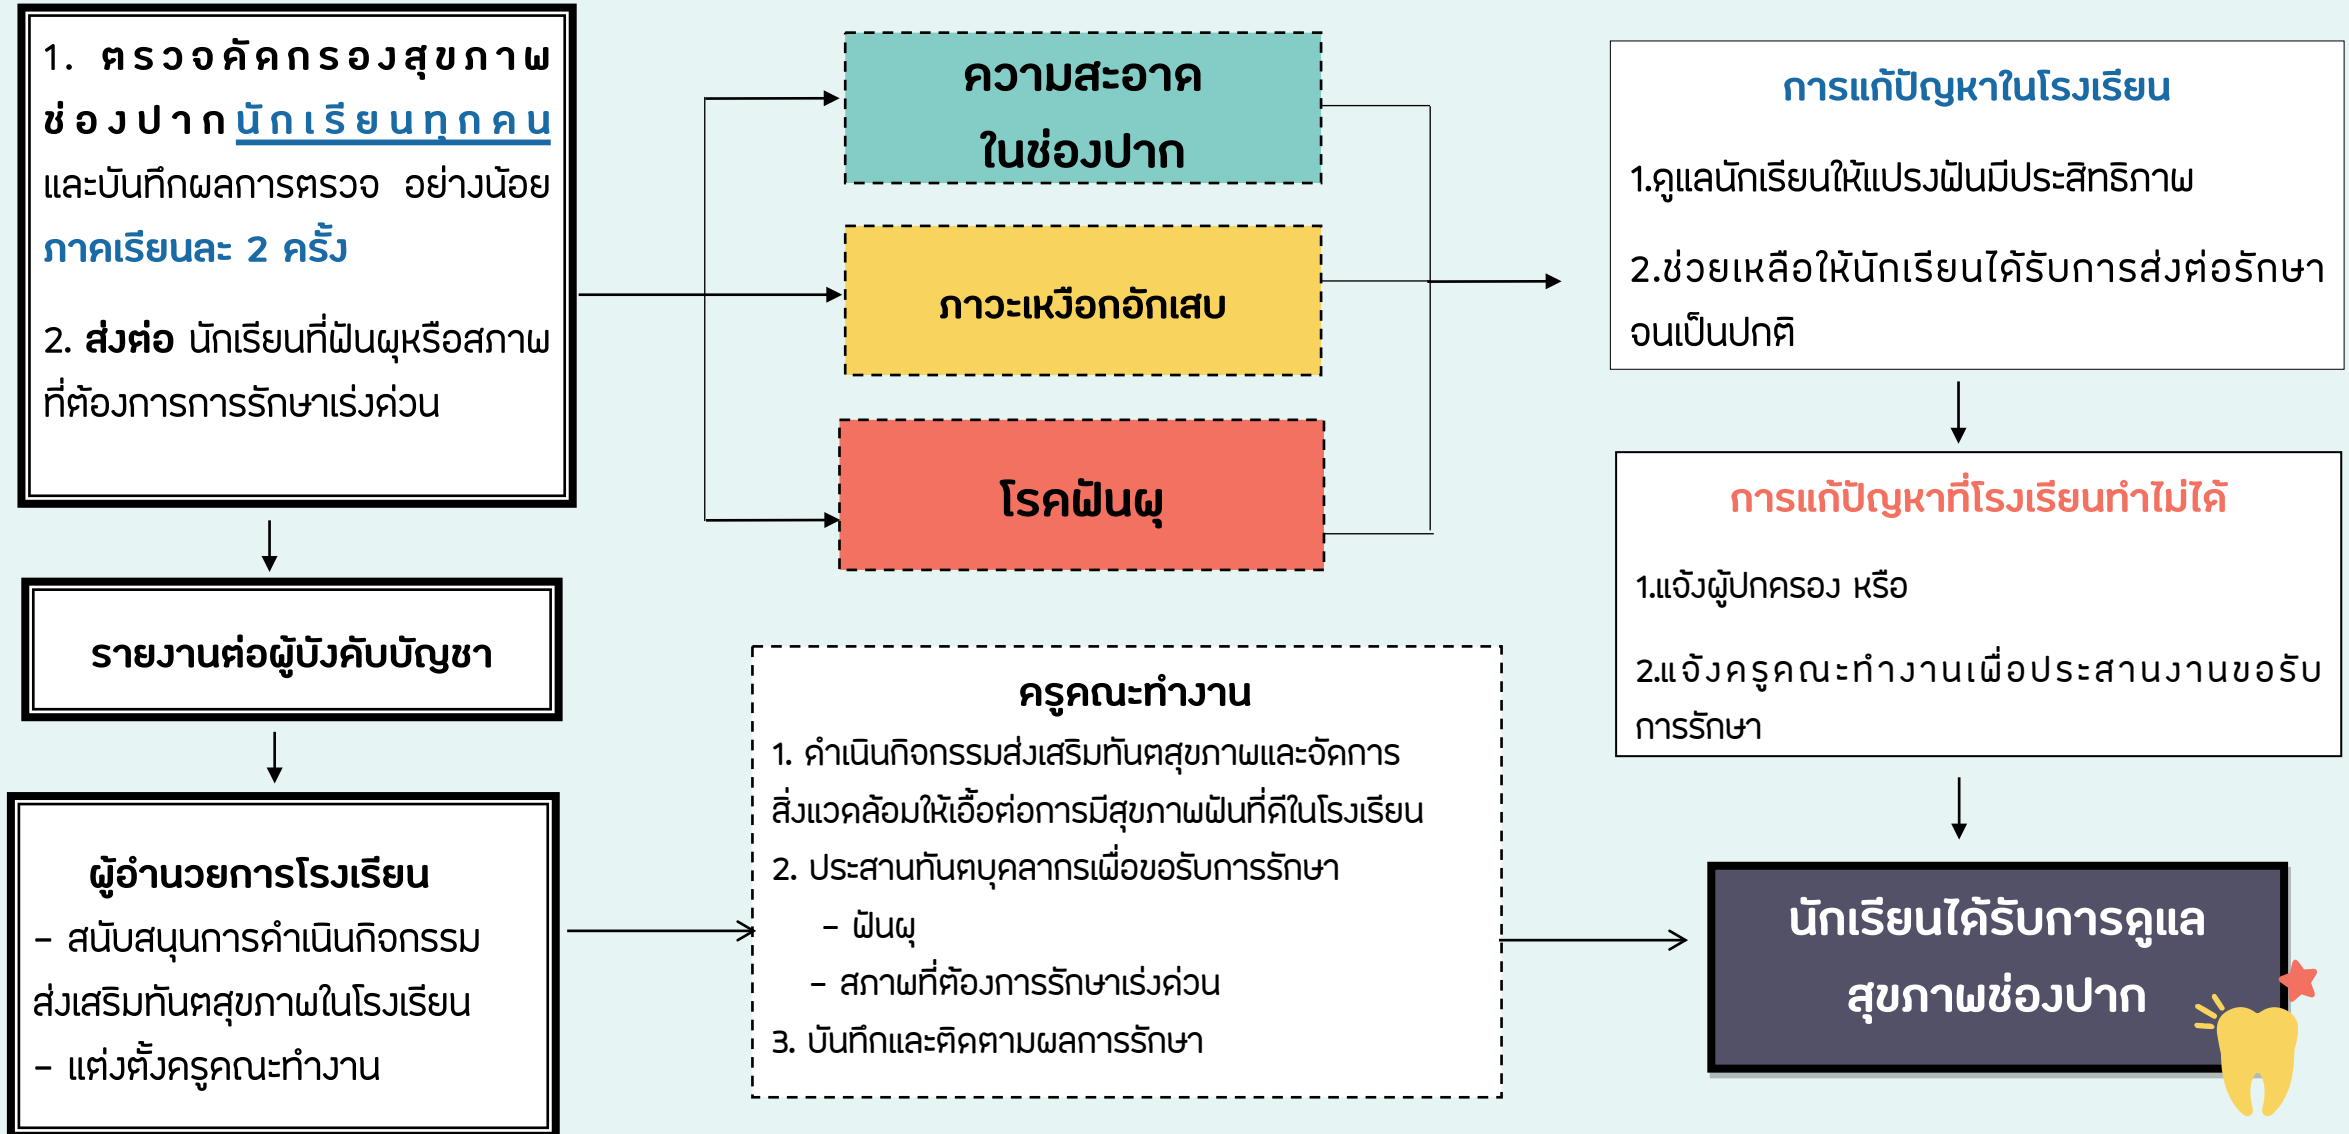 1. ตรวจคัดกรองสุขภาพ
ช่องปากนักเรียนทุกคน
และบันทึกผลการตรวจ อย่างน้อย
ภาคเรียนละ 2 ครั้ง
2. ส่งต่อ นักเรียนที่ฟันผุหรือสภาพ
ที่ต้องการการรักษาเร่งด่วน
รายงานต่อผู้บังคับบัญชา
ผู้อำนวยการโรงเรียน
– สนับสนุนการดำเนินกิจกรรม
ส่งเสริมทันตสุขภาพในโรงเรียน
– แต่งตั้งครูคณะทำงาน
ความสะอาด
ในช่องปาก
ภาวะเหงือกอักเสบ
โรคฟันผุ
ครูคณะทำงาน
1. ดำเนินกิจกรรมส่งเสริมทันตสุขภาพและจัดการ
สิ่งแวดล้อมให้เอื้อต่อการมีสุขภาพฟันที่ดีในโรงเรียน
2. ประสานทันตบุคลากรเพื่อขอรับการรักษา
– ฟันผุ
– สภาพที่ต้องการรักษาเร่งด่วน
3. บันทึกและติดตามผลการรักษา
การแก้ปัญหาในโรงเรียน
1.ดูแลนักเรียนให้แปรงฟันมีประสิทธิภาพ
2.ช่วยเหลือให้นักเรียนได้รับการส่งต่อรักษา
จนเป็นปกติ
การแก้ปัญหาที่โรงเรียนทำไม่ได้
1.แจ้งผู้ปกครอง หรือ
2.แจ้งครูคณะทำงานเพื่อประสานงานขอรับ
การรักษา
นักเรียนได้รับการดูแล
สุขภาพช่องปาก